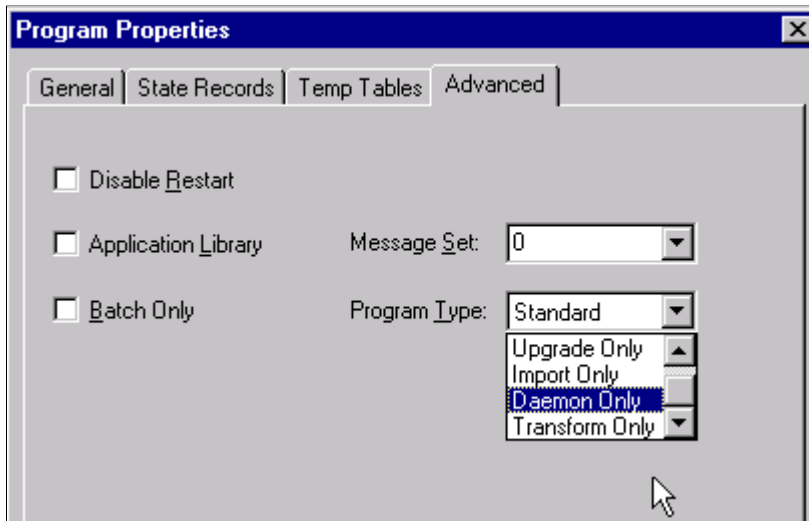 Program Properties
General State Records Temp Tables Advanced
Disable Restart
Application Library Message Set: 0
Batch Only Program Type: Standard
Upgrade Only
Import Only
Daemon Only
Transform Only